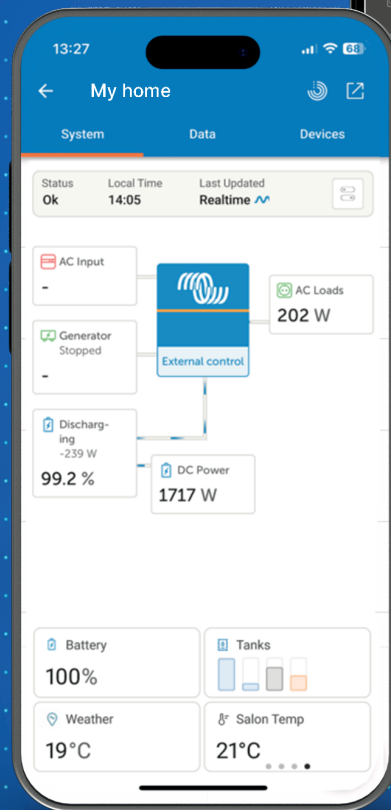 13:27
68
My home
System Data Devices
Status Local Time Last Updated
Ok 14:05 Realtime
AC Input
-
AC Loads
202 W
Generator
Stopped
-
External control
Discharg-
ing
-239 W
99.2 %
DC Power
1717 W
Battery
100%
Tanks
Weather
19°C
Salon Temp
21°C